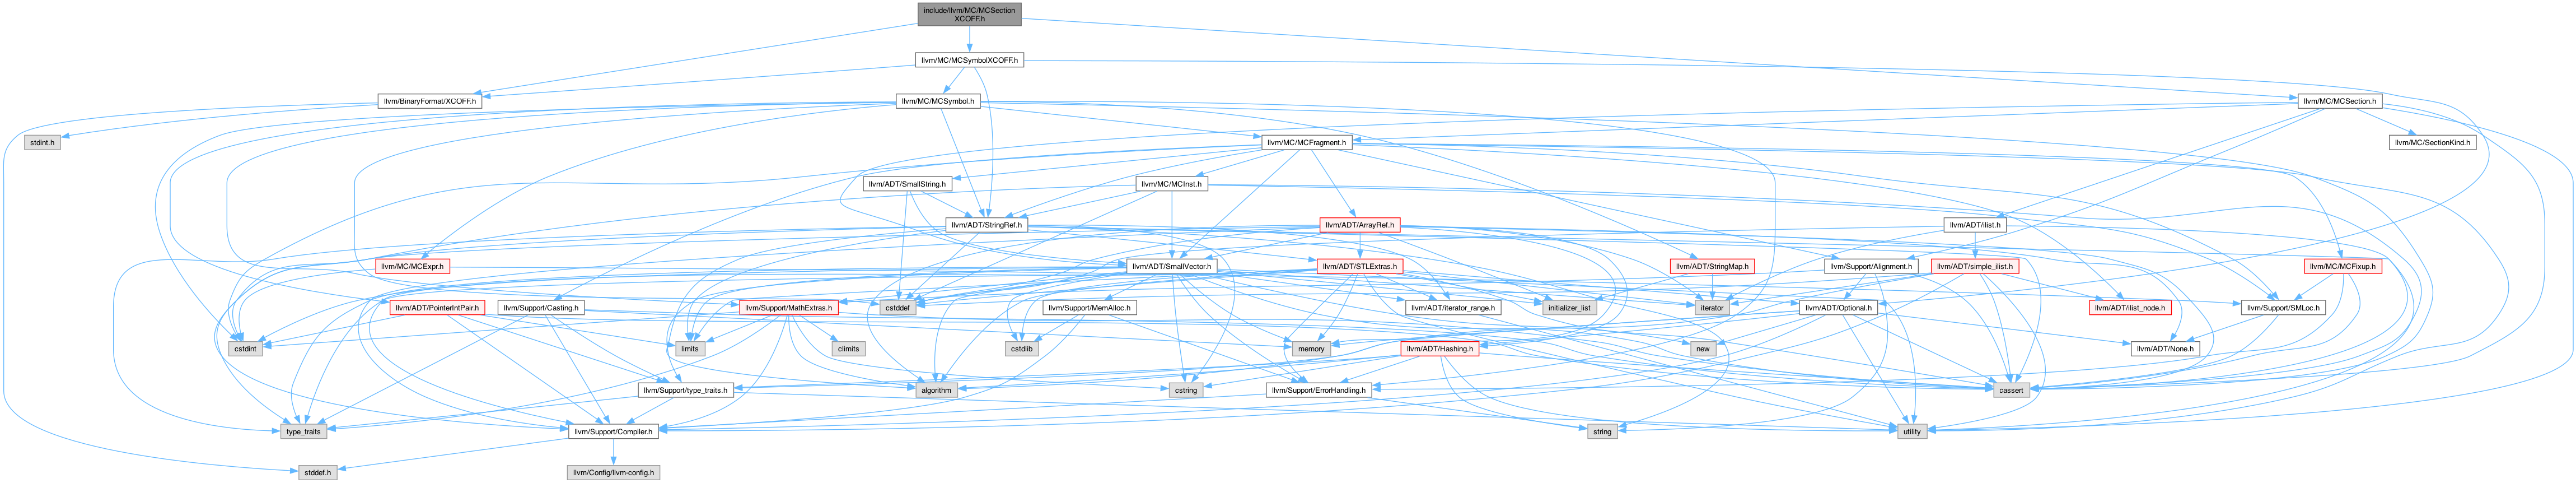 include/llvm/MC/MCSection
XCOFF.h
llvm/MC/MCSymbolXCOFF.h
llvm/BinaryFormat/XCOFF.h
llvm/MC/MCSymbol.h
llvm/MC/MCSection.h
stdint.h
llvm/MC/MCFragment.h
llvm/MC/SectionKind.h
llvm/ADT/SmallString.h
llvm/MC/MCInst.h
llvm/ADT/StringRef.h
llvm/ADT/ArrayRef.h
llvm/ADT/ilist.h
llvm/MC/MCExpr.h
llvm/ADT/SmallVector.h
llvm/ADT/STLExtras.h
llvm/ADT/StringMap.h
llvm/Support/Alignment.h
llvm/ADT/simple_ilist.h
llvm/MC/MCFixup.h
llvm/ADT/PointerIntPair.h
llvm/Support/Casting.h
llvm/Support/MathExtras.h
cstddef
llvm/Support/MemAlloc.h
llvm/ADT/iterator_range.h
initializer_list
iterator
llvm/ADT/Optional.h
llvm/ADT/ilist_node.h
llvm/Support/SMLoc.h
cstdint
limits
climits
cstdlib
memory
llvm/ADT/Hashing.h
new
llvm/ADT/None.h
llvm/Support/type_traits.h
algorithm
cstring
llvm/Support/ErrorHandling.h
cassert
type_traits
llvm/Support/Compiler.h
string
utility
stddef.h
llvm/Config/llvm-config.h